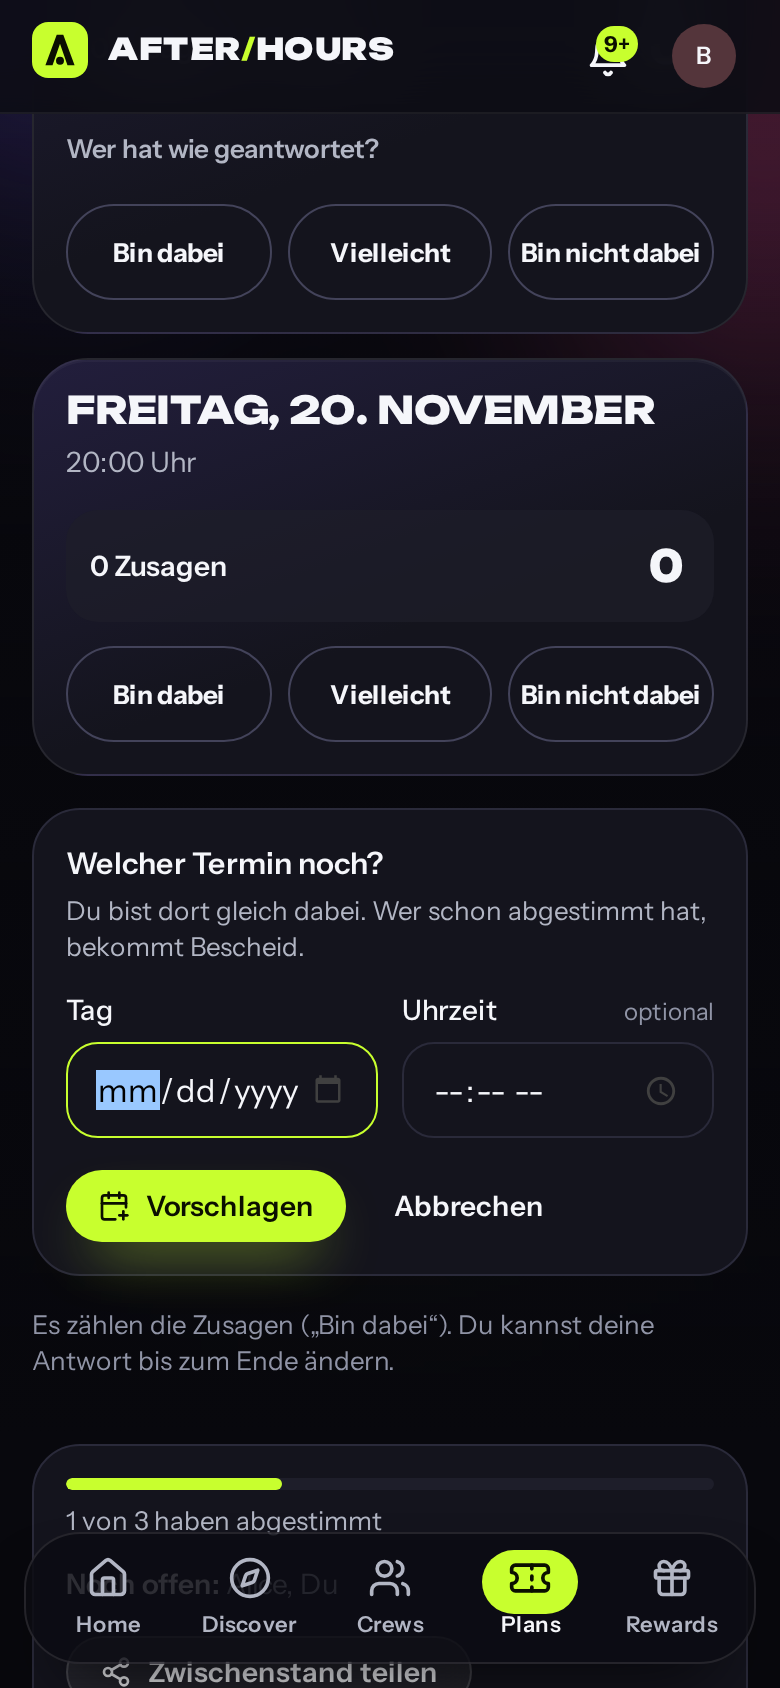 AFTER/HOURS
9+
B
Wer hat wie geantwortet?
Bin dabei
Vielleicht
Bin nicht dabei
FREITAG, 20. NOVEMBER
20:00 Uhr
0 Zusagen
0
Bin dabei
Vielleicht
Bin nicht dabei
Welcher Termin noch?
Du bist dort gleich dabei. Wer schon abgestimmt hat,
bekommt Bescheid.
Tag
Uhrzeit
optional
mm/dd/yyyy
--:-- --
Vorschlagen
Abbrechen
Es zählen die Zusagen („Bin dabei“). Du kannst deine
Antwort bis zum Ende ändern.
1 von 3 haben abgestimmt
Noch offen: Alice, Du
Home
Discover
Crews
Plans
Rewards
Zwischenstand teilen